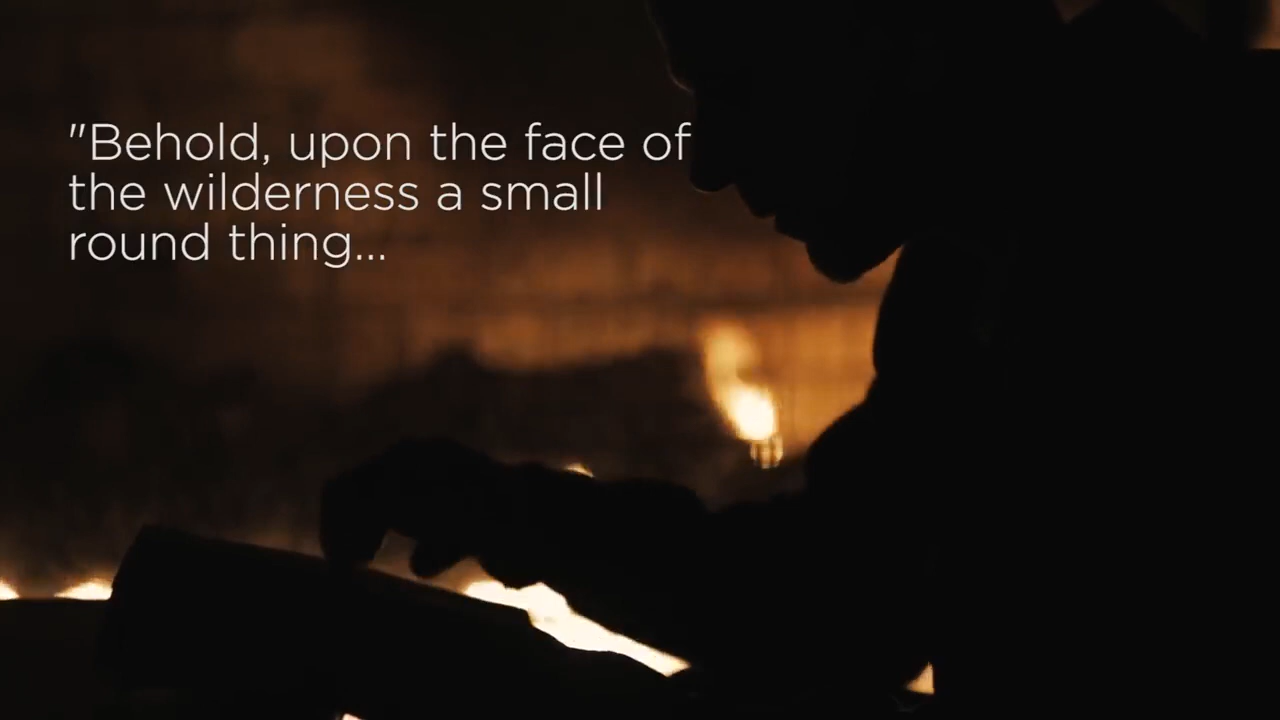 "Behold, upon the face of
the wilderness a small
round thing...